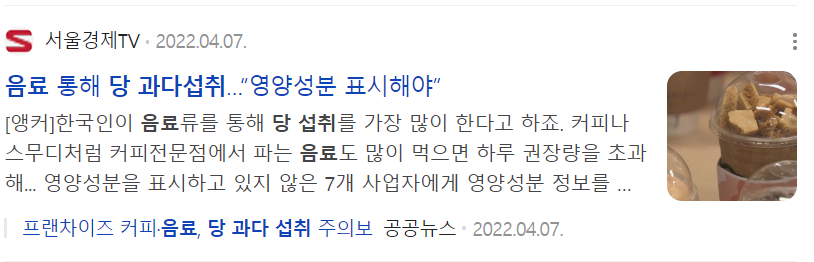 서울경제TV · 2022.04.07.
음료 통해 당 과다섭취…“영양성분 표시해야”
[앵커]한국인이 음료류를 통해 당 섭취를 가장 많이 한다고 하죠. 커피나
스무디처럼 커피전문점에서 파는 음료도 많이 먹으면 하루 권장량을 초과
해... 영양성분을 표시하고 있지 않은 7개 사업자에게 영양성분 정보를 ...
프랜차이즈 커피·음료, 당 과다 섭취 주의보 공공뉴스 · 2022.04.07.